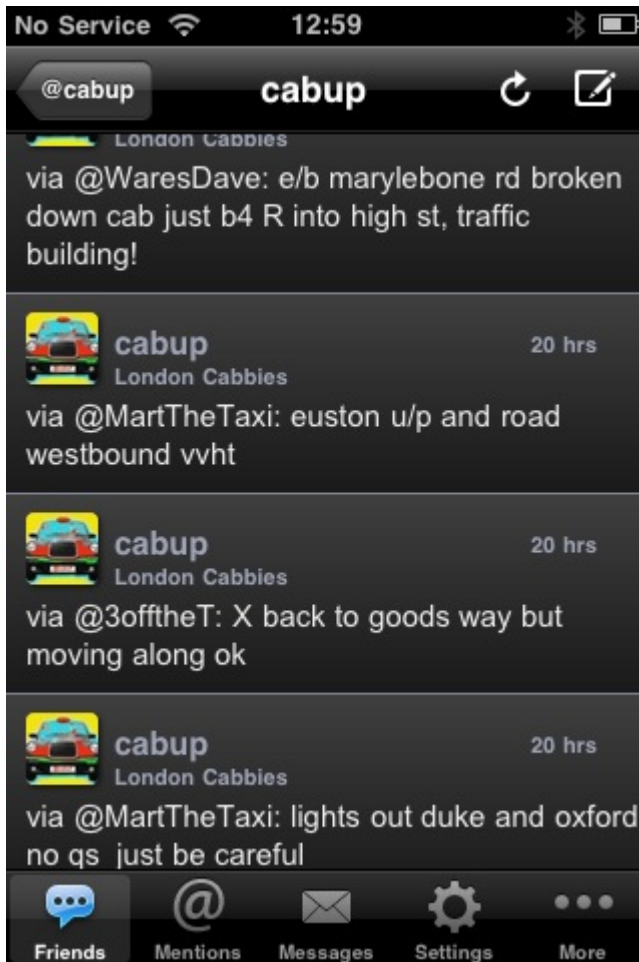 No Service 12:59
@cabup cabup
London Cabbies
via @WaresDave: e/b marylebone rd broken
down cab just b4 R into high st, traffic
building!
cabup 20 hrs
London Cabbies
via @MartTheTaxi: euston u/p and road
westbound vvht
cabup 20 hrs
London Cabbies
via @3offtheT: X back to goods way but
moving along ok
cabup 20 hrs
London Cabbies
via @MartTheTaxi: lights out duke and oxford
no qs just be careful
Friends Mentions Messages Settings More